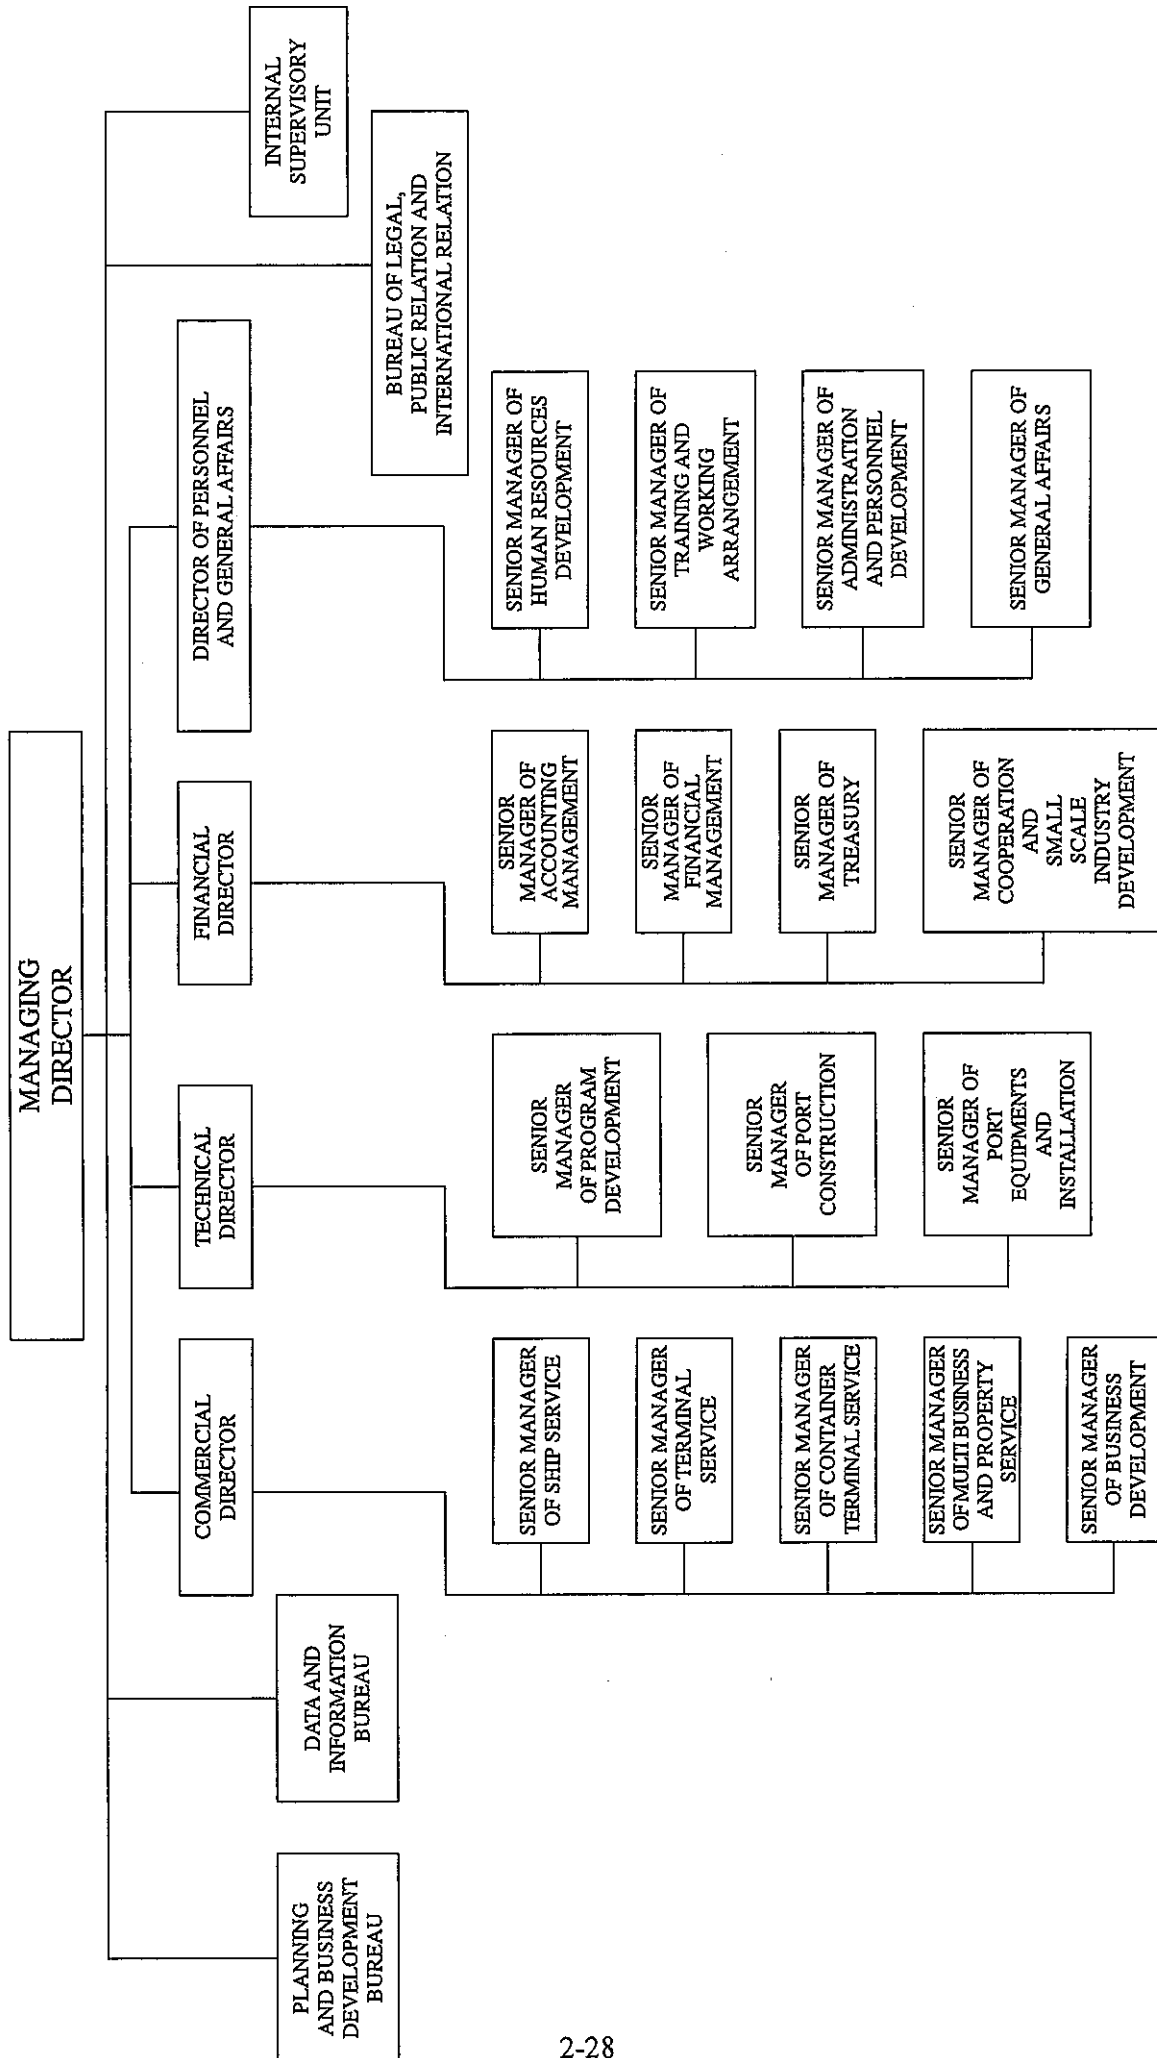 MANAGING
DIRECTOR
PLANNING
AND BUSINESS
DEVELOPMENT
BUREAU
DATA AND
INFORMATION
BUREAU
COMMERCIAL
DIRECTOR
TECHNICAL
DIRECTOR
FINANCIAL
DIRECTOR
DIRECTOR OF PERSONNEL
AND GENERAL AFFAIRS
BUREAU OF LEGAL,
PUBLIC RELATION AND
INTERNATIONAL RELATION
INTERNAL
SUPERVISORY
UNIT
SENIOR MANAGER
OF SHIP SERVICE
SENIOR MANAGER
OF TERMINAL
SERVICE
SENIOR MANAGER
OF CONTAINER
TERMINAL SERVICE
SENIOR MANAGER
OF MULTI BUSINESS
AND PROPERTY
SERVICE
SENIOR MANAGER
OF BUSINESS
DEVELOPMENT
SENIOR
MANAGER
OF PROGRAM
DEVELOPMENT
SENIOR
MANAGER
OF PORT
CONSTRUCTION
SENIOR
MANAGER OF
PORT
EQUIPMENTS
AND
INSTALLATION
SENIOR
MANAGER OF
ACCOUNTING
MANAGEMENT
SENIOR
MANAGER OF
FINANCIAL
MANAGEMENT
SENIOR
MANAGER OF
TREASURY
SENIOR
MANAGER OF
COOPERATION
AND
SMALL
SCALE
INDUSTRY
DEVELOPMENT
SENIOR MANAGER OF
HUMAN RESOURCES
DEVELOPMENT
SENIOR MANAGER OF
TRAINING AND
WORKING
ARRANGEMENT
SENIOR MANAGER OF
ADMINISTRATION
AND PERSONNEL
DEVELOPMENT
SENIOR MANAGER OF
GENERAL AFFAIRS
2-28